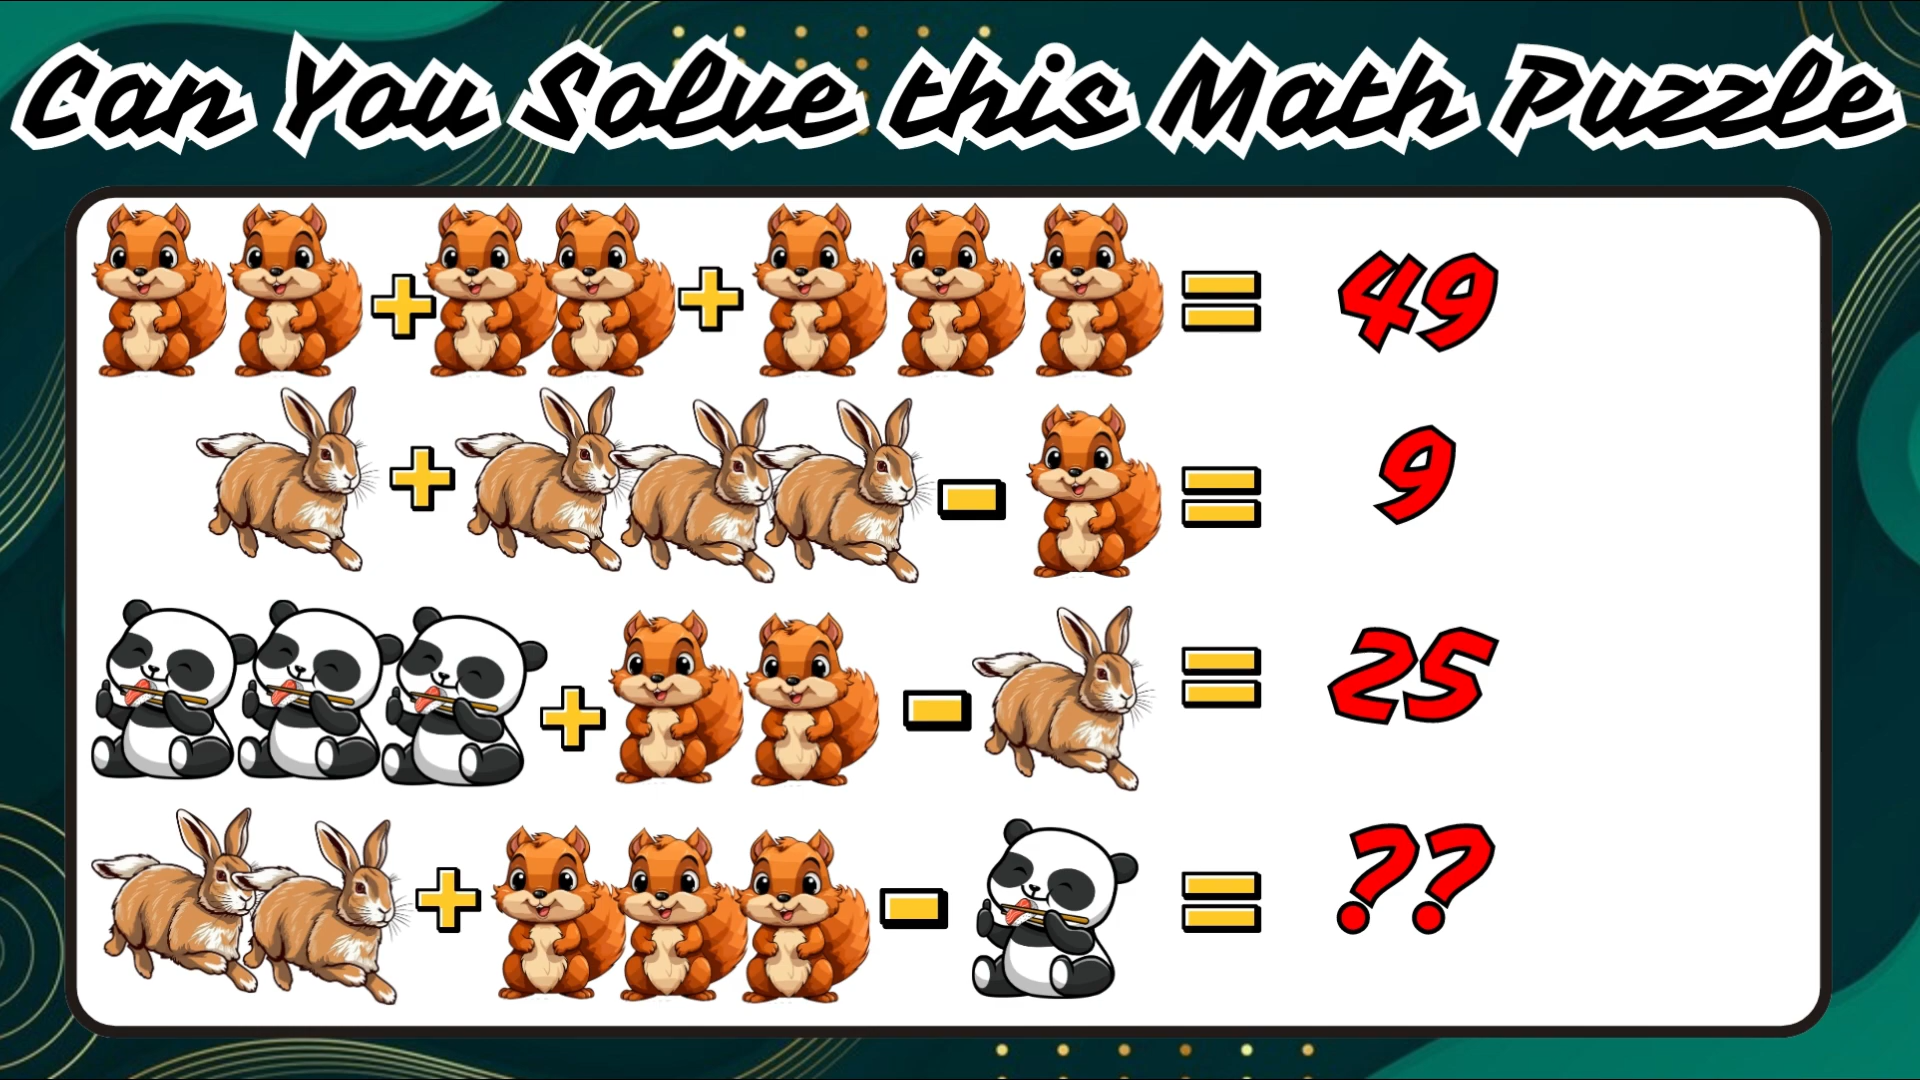 Can You Solve this Math Puzzle
+ + = 49
+ - = 9
+ - = 25
+ - = ??